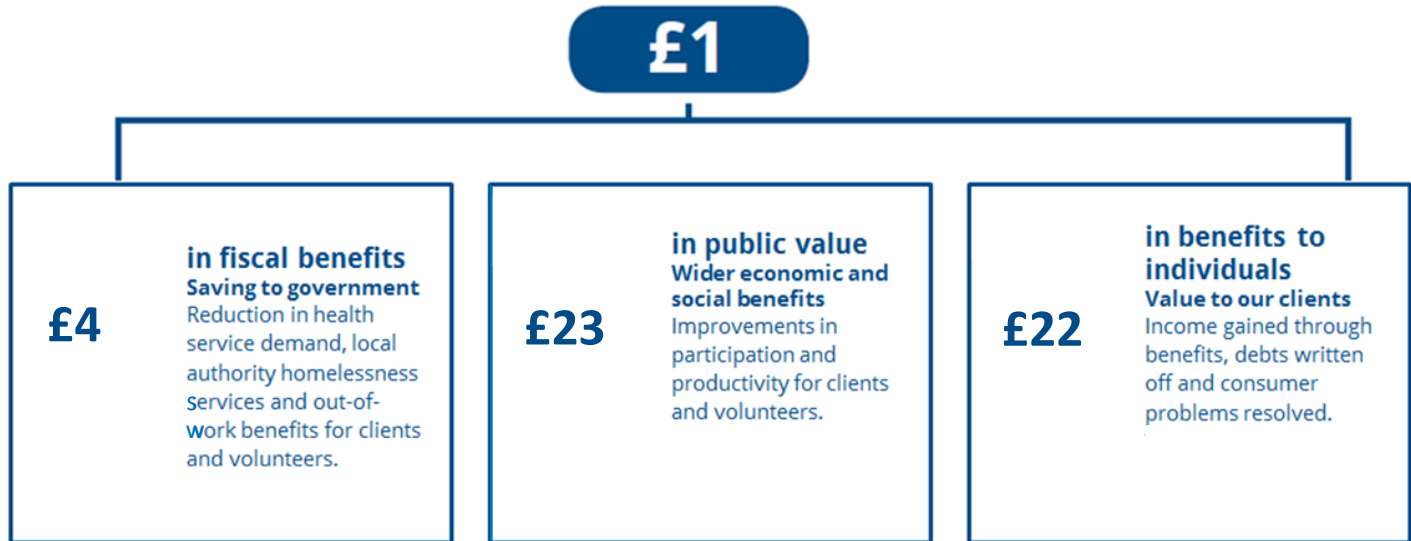 £1
£4
in fiscal benefits
Saving to government
Reduction in health
service demand, local
authority homelessness
services and out-of-
work benefits for clients
and volunteers.
£23
in public value
Wider economic and
social benefits
Improvements in
participation and
productivity for clients
and volunteers.
£22
in benefits to
individuals
Value to our clients
Income gained through
benefits, debts written
off and consumer
problems resolved.